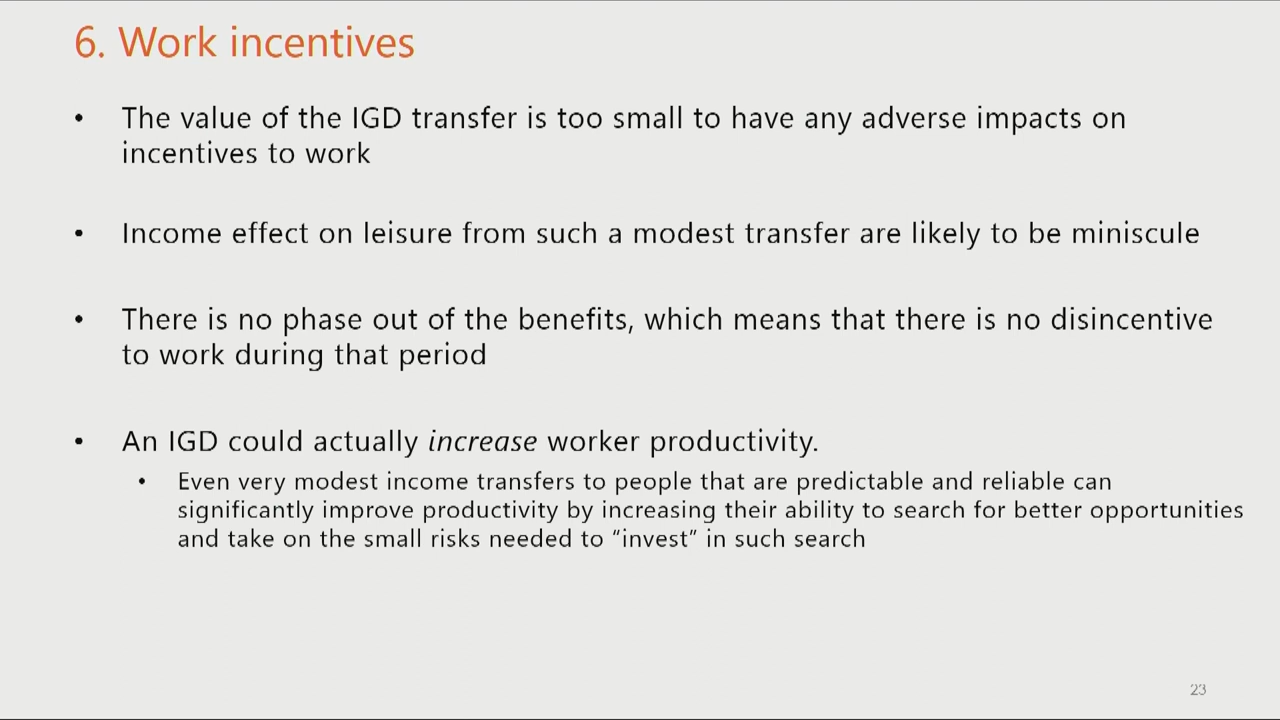 6. Work incentives
• The value of the IGD transfer is too small to have any adverse impacts on
incentives to work
• Income effect on leisure from such a modest transfer are likely to be miniscule
• There is no phase out of the benefits, which means that there is no disincentive
to work during that period
• An IGD could actually increase worker productivity.
• Even very modest income transfers to people that are predictable and reliable can
significantly improve productivity by increasing their ability to search for better opportunities
and take on the small risks needed to “invest” in such search
23